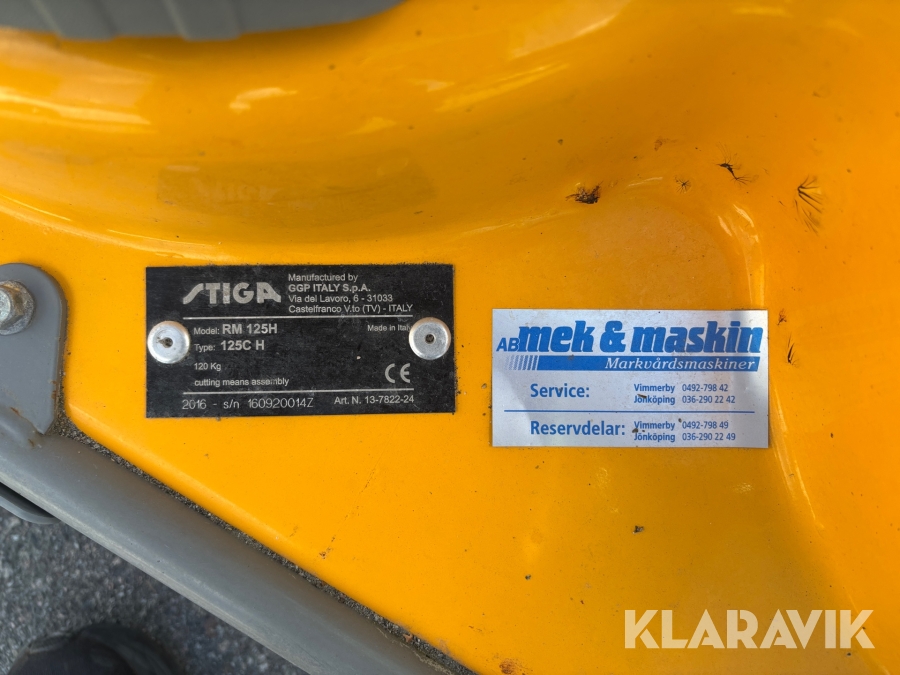 STIGA
Manufactured by
GGP ITALY S.p.A.
Via del Lavoro, 6 - 31033
Castelfranco V.to (TV) - ITALY
Model: RM 125H
Made in Italy
Type: 125C H
120 Kg
cutting means assembly
CE
2016 - s/n 160920014Z
Art. N. 13-7822-24
AB mek & maskin
Markvårdsmaskiner
Service: Vimmerby 0492-798 42
Jönköping 036-290 22 42
Reservdelar: Vimmerby 0492-798 49
Jönköping 036-290 22 49
KLARAVIK